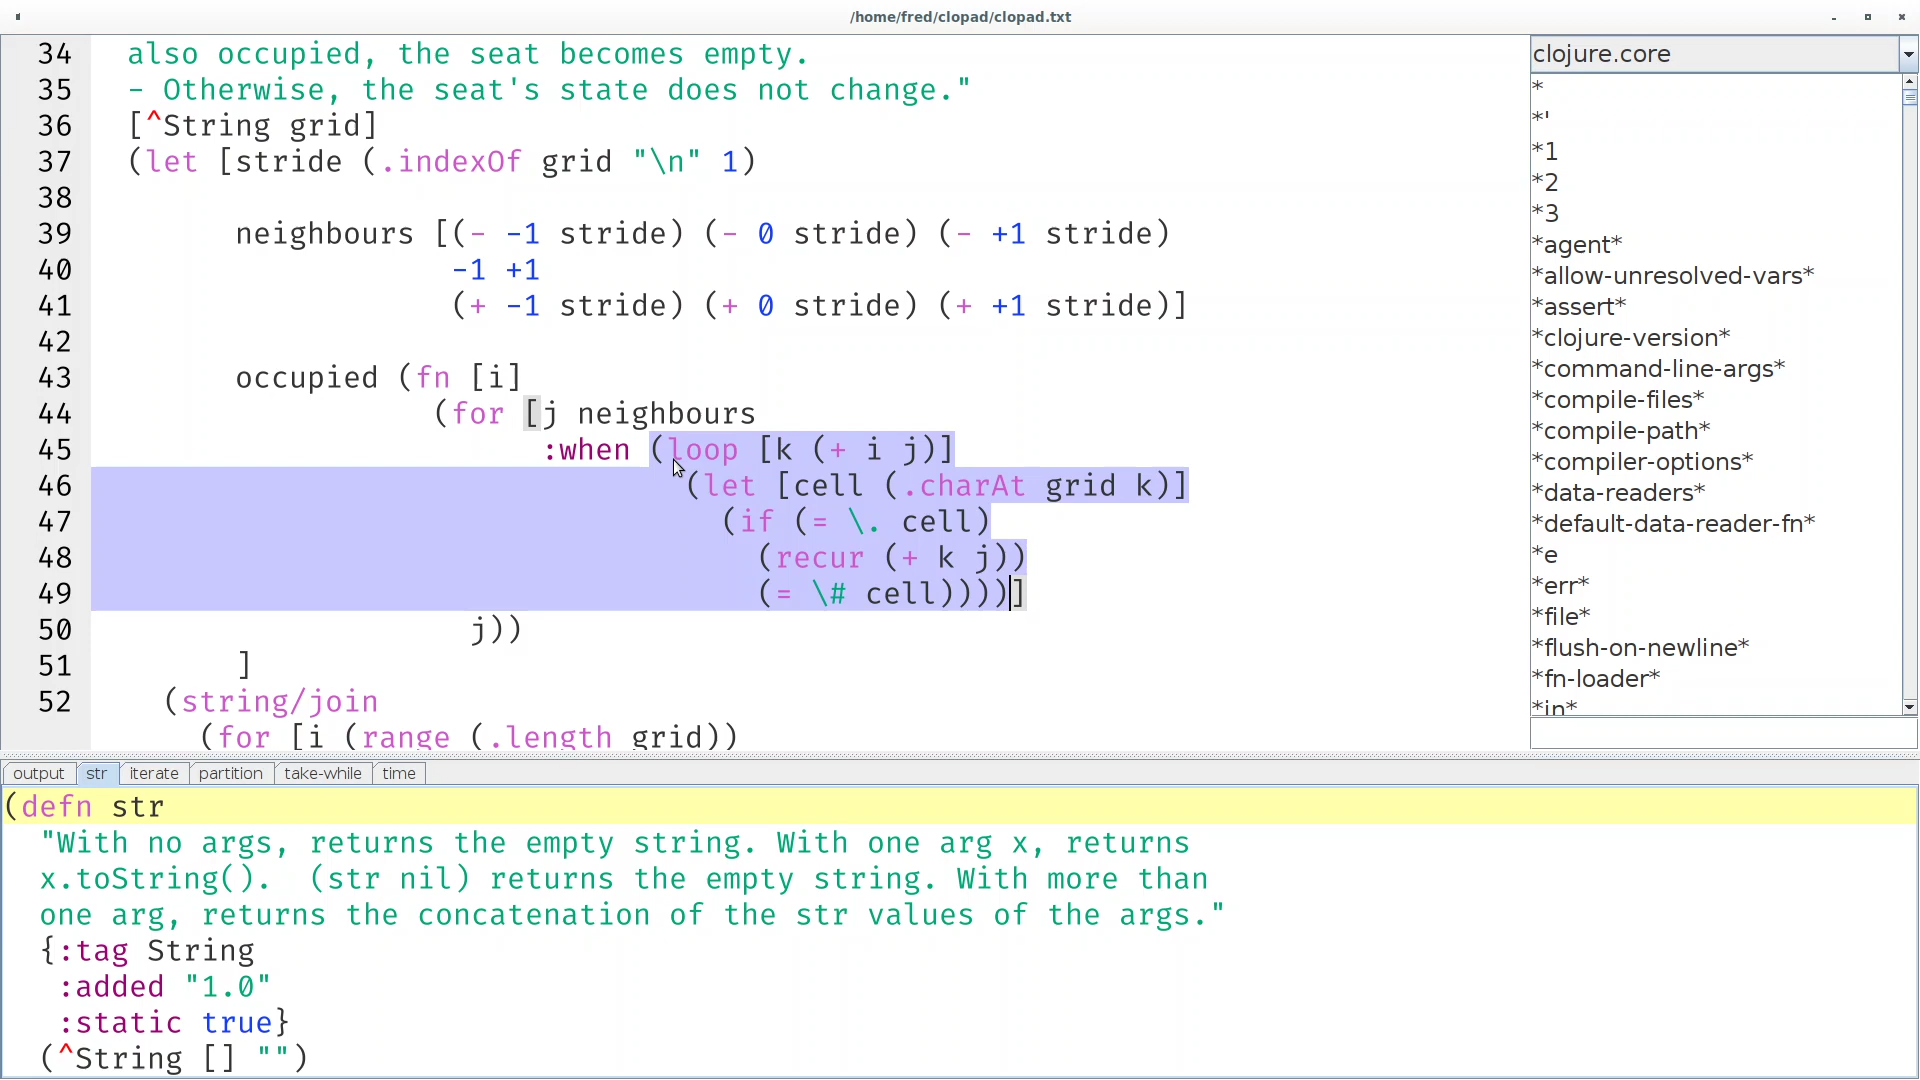 /home/fred/clopad/clopad.txt
34 also occupied, the seat becomes empty.
35 - Otherwise, the seat's state does not change."
36 [^String grid]
37 (let [stride (.indexOf grid "\n" 1)
38
39 neighbours [(- -1 stride) (- 0 stride) (- +1 stride)
40 -1 +1
41 (+ -1 stride) (+ 0 stride) (+ +1 stride)]
42
43 occupied (fn [i]
44 (for [j neighbours
45 :when (loop [k (+ i j)]
46 (let [cell (.charAt grid k)]
47 (if (= \. cell)
48 (recur (+ k j))
49 (= \# cell))))]
50 j))
51 ]
52 (string/join
(for [i (range (.length grid))
clojure.core
*
*'
*1
*2
*3
*agent*
*allow-unresolved-vars*
*assert*
*clojure-version*
*command-line-args*
*compile-files*
*compile-path*
*compiler-options*
*data-readers*
*default-data-reader-fn*
*e
*err*
*file*
*flush-on-newline*
*fn-loader*
*in*
output str iterate partition take-while time
(defn str
"With no args, returns the empty string. With one arg x, returns
x.toString().  (str nil) returns the empty string. With more than
one arg, returns the concatenation of the str values of the args."
{:tag String
:added "1.0"
:static true}
(^String [] "")